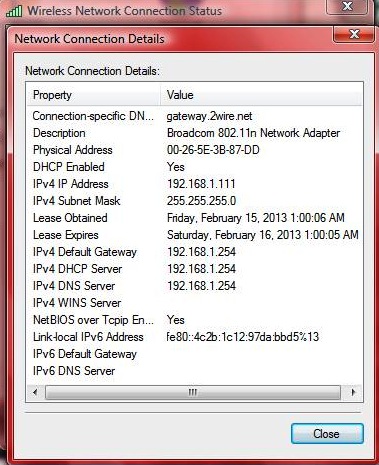 Wireless Network Connection Status
Network Connection Details
Network Connection Details:
Property Value
Connection-specific DN... gateway.2wire.net
Description Broadcom 802.11n Network Adapter
Physical Address 00-26-5E-3B-87-DD
DHCP Enabled Yes
IPv4 IP Address 192.168.1.111
IPv4 Subnet Mask 255.255.255.0
Lease Obtained Friday, February 15, 2013 1:00:06 AM
Lease Expires Saturday, February 16, 2013 1:00:05 AM
IPv4 Default Gateway 192.168.1.254
IPv4 DHCP Server 192.168.1.254
IPv4 DNS Server 192.168.1.254
IPv4 WINS Server
NetBIOS over Tcpip En... Yes
Link-local IPv6 Address fe80::4c2b:1c12:97da:bbd5%13
IPv6 Default Gateway
IPv6 DNS Server
Close